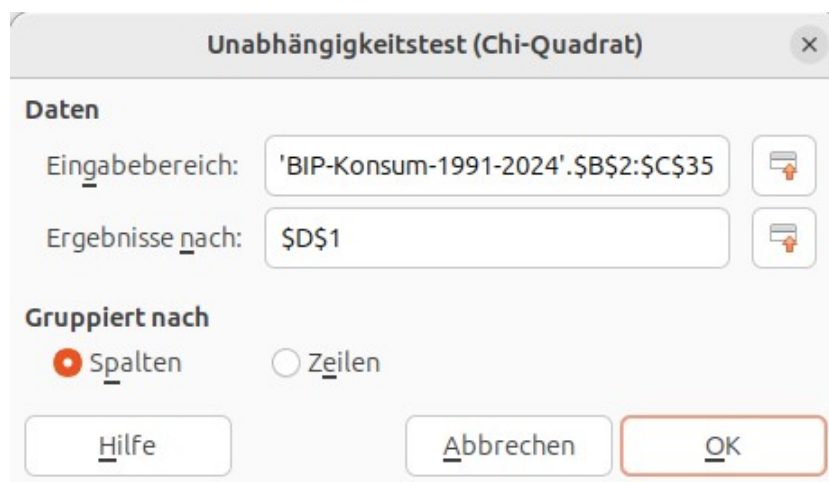 Unabhängigkeitstest (Chi-Quadrat)
Daten
Eingabebereich: 'BIP-Konsum-1991-2024'.$B$2:$C$35
Ergebnisse nach: $D$1
Gruppiert nach
Spalten Zeilen
Hilfe Abbrechen OK